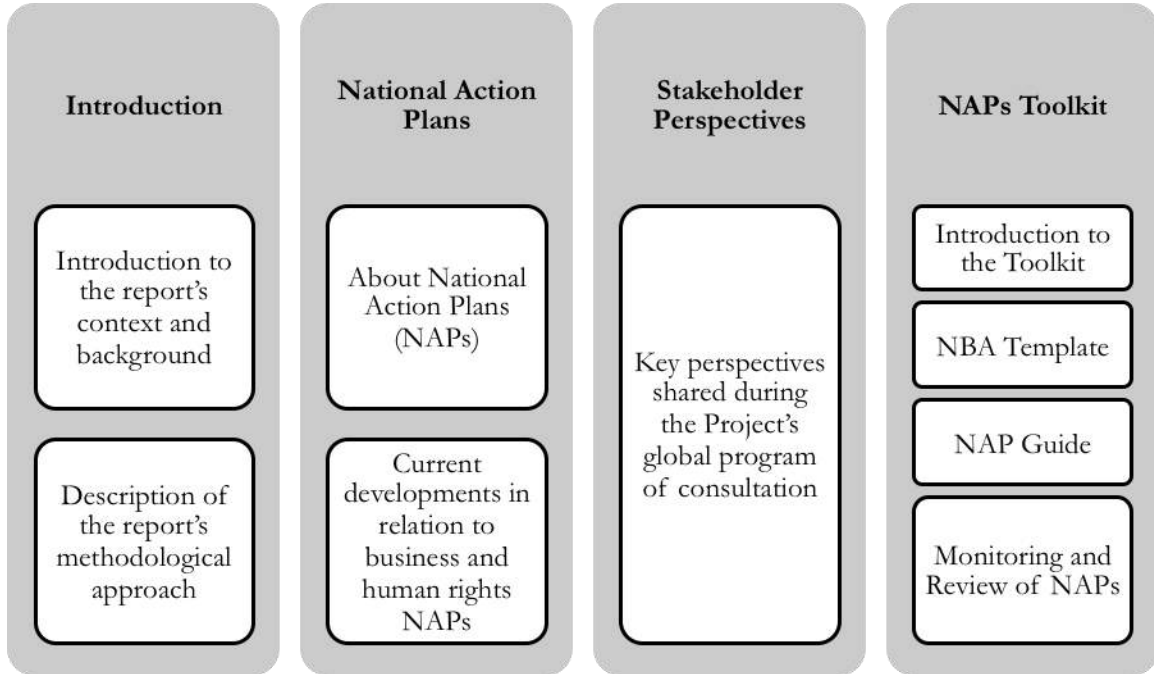 Introduction
Introduction to
the report’s
context and
background
Description of
the report’s
methodological
approach
National Action
Plans
About National
Action Plans
(NAPs)
Current
developments in
relation to
business and
human rights
NAPs
Stakeholder
Perspectives
Key perspectives
shared during
the Project’s
global program
of consultation
NAPs Toolkit
Introduction to
the Toolkit
NBA Template
NAP Guide
Monitoring and
Review of NAPs